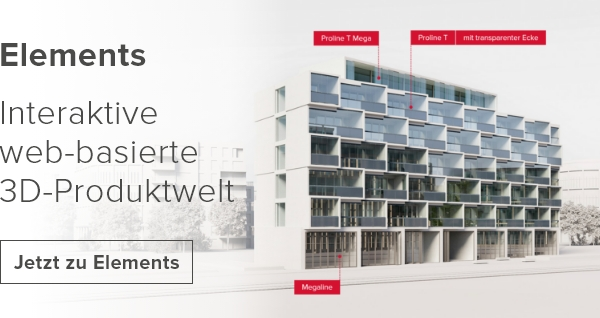 Elements
Interaktive
web-basierte
3D-Produktwelt
Jetzt zu Elements
Proline T Mega
Proline T mit transparenter Ecke
Megaline